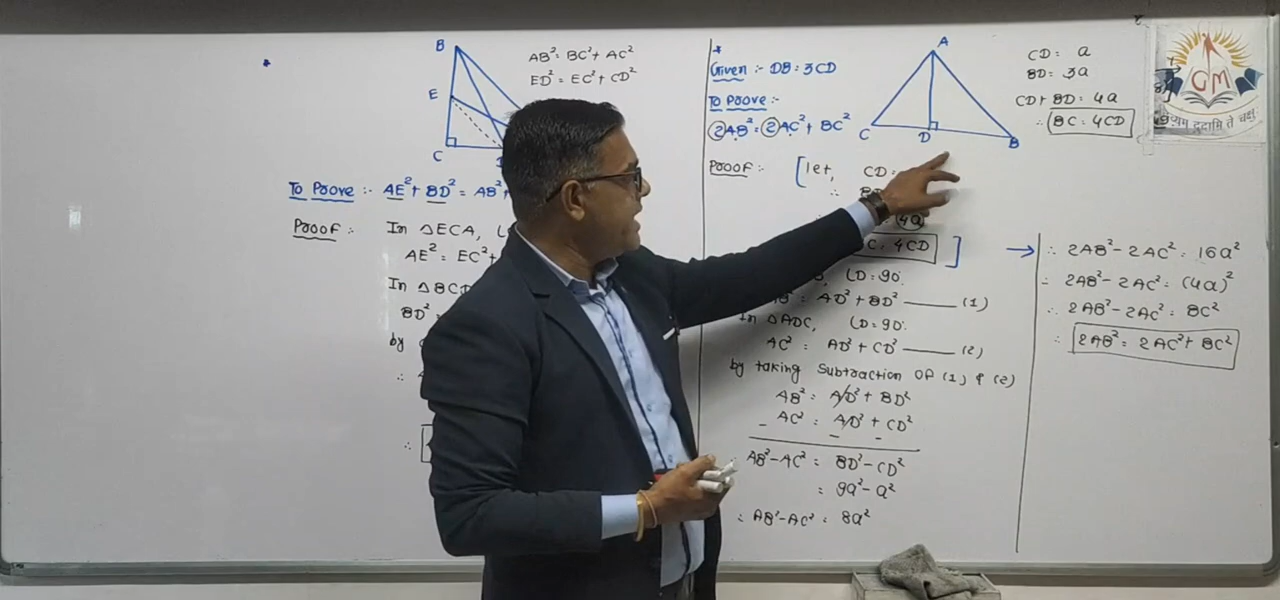 B
AB² = BC² + AC²
ED² = EC² + CD²
E
C
To Prove :- AE² + BD² = AB²
Proof :
In △ECA,
AE² = EC² +
In △BCD
BD² =
by
∴
∴
*
Given :- DB = 3CD
To Prove :-
2AB² = 2AC² + BC²
A
C
D
B
CD = a
BD = 3a
CD + BD = 4a
∴ BC = 4CD
GM
Proof :- [let, CD =
∴ BD
4a
C = 4CD ]
∠D = 90°
AB² = AD² + BD² ——— (1)
In △ADC, ∠D = 90°
AC² = AD² + CD² ——— (2)
by taking Subtraction of (1) & (2)
AB² = AD² + BD²
AC² = AD² + CD²
– – –
AB² - AC² = BD² - CD²
= 9a² - a²
∴ AB² - AC² = 8a²
→ ∴ 2AB² - 2AC² = 16a²
∴ 2AB² - 2AC² = (4a)²
∴ 2AB² - 2AC² = BC²
∴ 2AB² = 2AC² + BC²